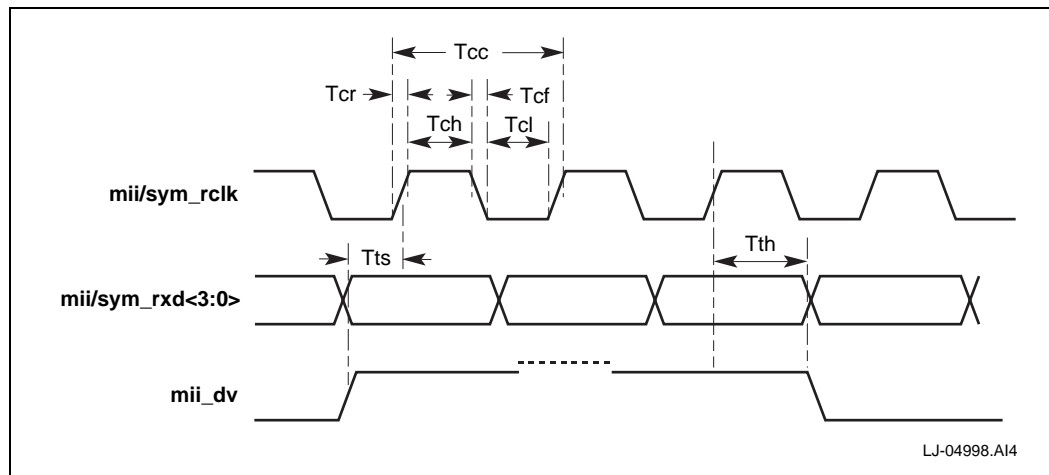 Tcc
Tcr
Tcf
Tch
Tcl
mii/sym_rclk
Tts
Tth
mii/sym_rxd<3:0>
mii_dv
LJ-04998.AI4